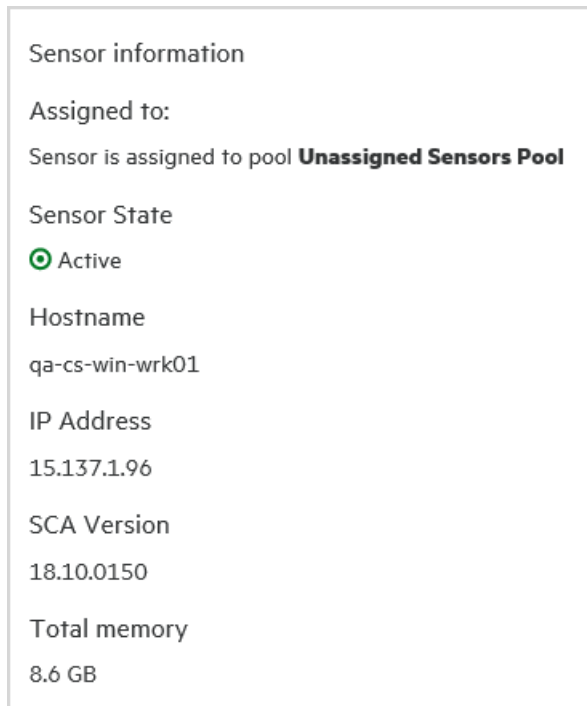 Sensor information
Assigned to:
Sensor is assigned to pool Unassigned Sensors Pool
Sensor State
Active
Hostname
qa-cs-win-wrk01
IP Address
15.137.1.96
SCA Version
18.10.0150
Total memory
8.6 GB